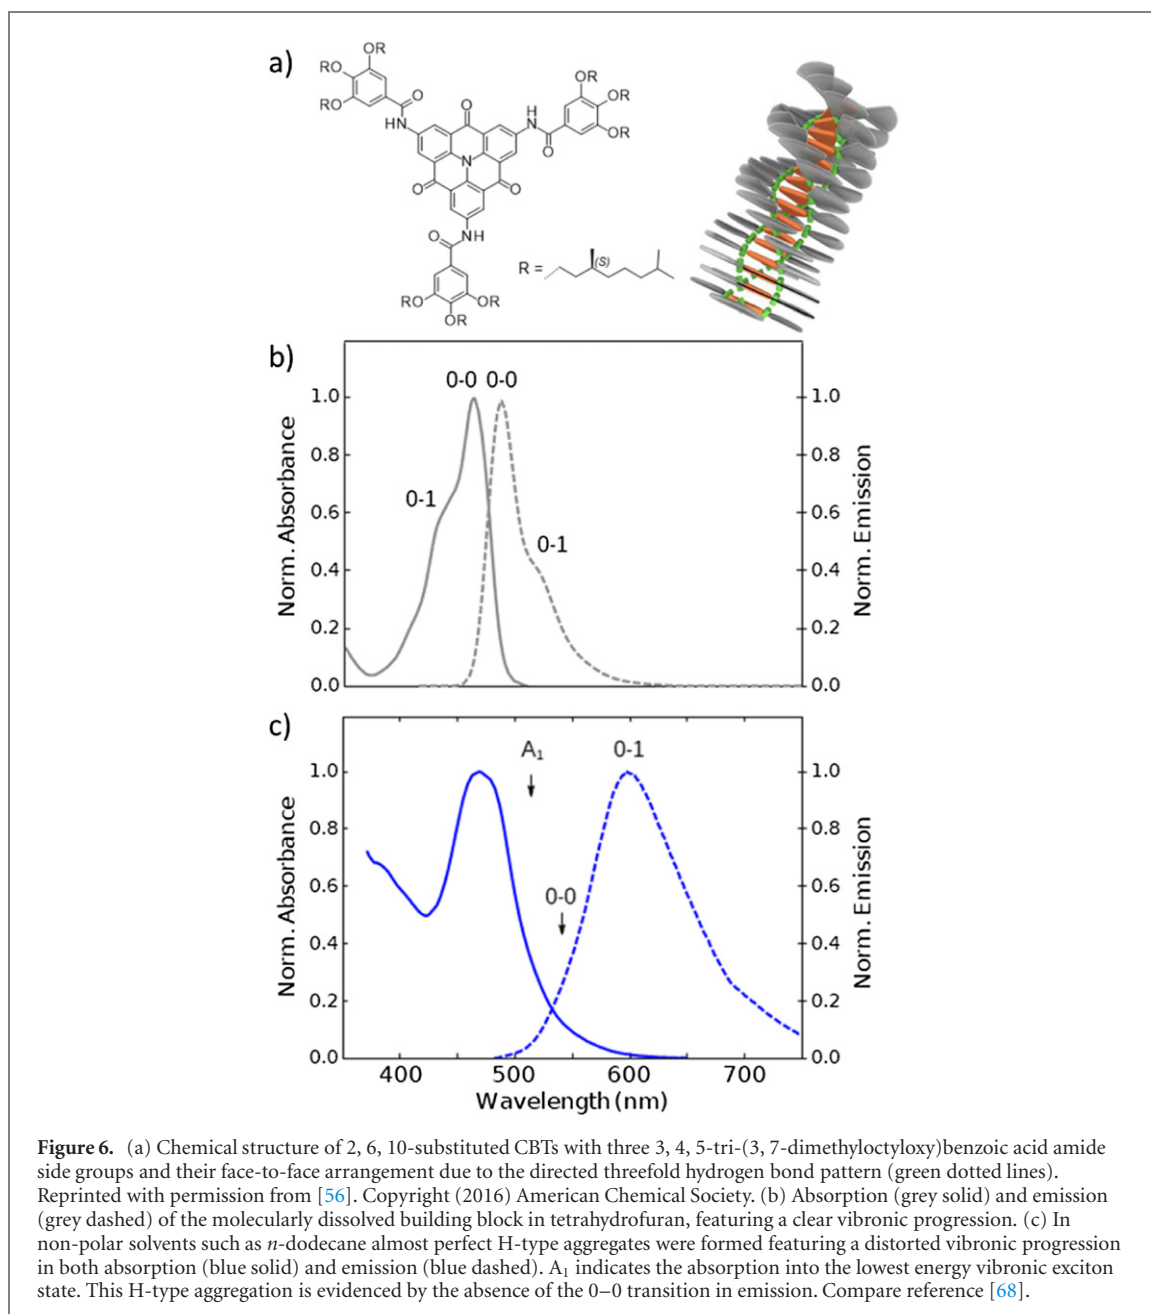 a)
OR
RO
RO
O
HN
O
H
N
O
OR
OR
OR
N
O
O
O
NH
RO
OR
OR
R =
(S)
b)
0-0 0-0
0-1
0-1
1.0
0.8
0.6
0.4
0.2
0.0
Norm. Absorbance
1.0
0.8
0.6
0.4
0.2
0.0
Norm. Emission
c)
A1
0-1
0-0
1.0
0.8
0.6
0.4
0.2
0.0
Norm. Absorbance
1.0
0.8
0.6
0.4
0.2
0.0
Norm. Emission
400 500 600 700
Wavelength (nm)
Figure 6. (a) Chemical structure of 2, 6, 10-substituted CBTs with three 3, 4, 5-tri-(3, 7-dimethyloctyloxy)benzoic acid amide
side groups and their face-to-face arrangement due to the directed threefold hydrogen bond pattern (green dotted lines).
Reprinted with permission from [56]. Copyright (2016) American Chemical Society. (b) Absorption (grey solid) and emission
(grey dashed) of the molecularly dissolved building block in tetrahydrofuran, featuring a clear vibronic progression. (c) In
non-polar solvents such as n-dodecane almost perfect H-type aggregates were formed featuring a distorted vibronic progression
in both absorption (blue solid) and emission (blue dashed). A1 indicates the absorption into the lowest energy vibronic exciton
state. This H-type aggregation is evidenced by the absence of the 0–0 transition in emission. Compare reference [68].